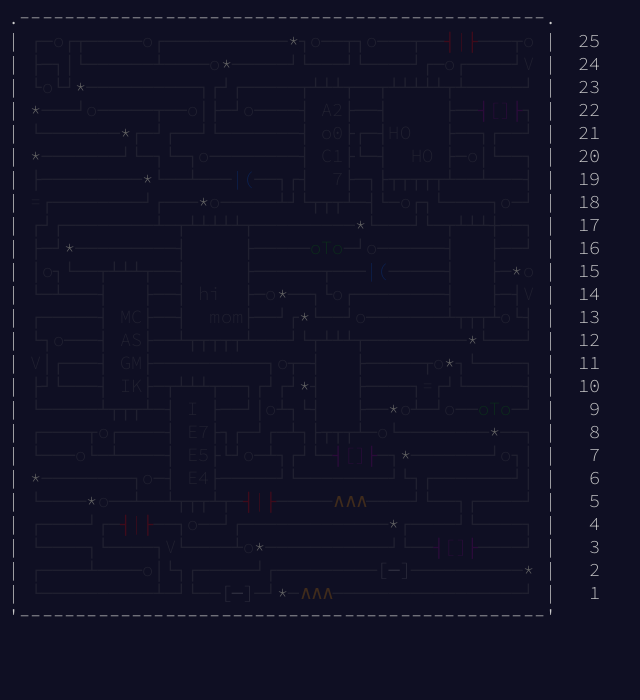 25
V 24
23
A2 22
o0 HO 21
C1 HO 20
7 19
18
17
oTo 16
15
hi V 14
MC mom 13
AS 12
V GM 11
IK 10
I oTo 9
E7 8
E5 7
E4 6
5
4
V 3
2
1